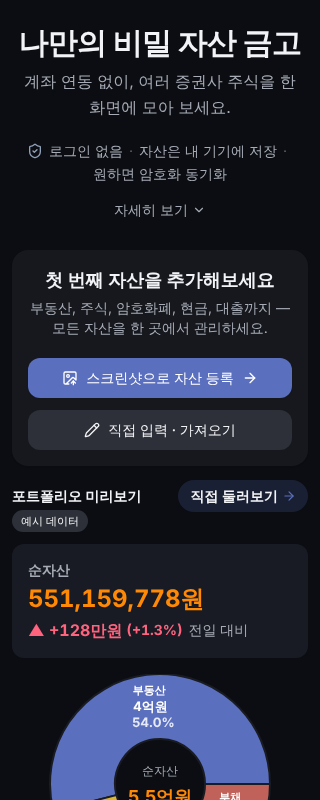 나만의 비밀 자산 금고
계좌 연동 없이, 여러 증권사 주식을 한
화면에 모아 보세요.
로그인 없음 · 자산은 내 기기에 저장 ·
원하면 암호화 동기화
자세히 보기
첫 번째 자산을 추가해보세요
부동산, 주식, 암호화폐, 현금, 대출까지 —
모든 자산을 한 곳에서 관리하세요.
스크린샷으로 자산 등록 →
직접 입력 · 가져오기
포트폴리오 미리보기
직접 둘러보기 →
예시 데이터
순자산
551,159,778원
▲ +128만원 (+1.3%) 전일 대비
부동산
4억원
54.0%
순자산
5.5억원
부채